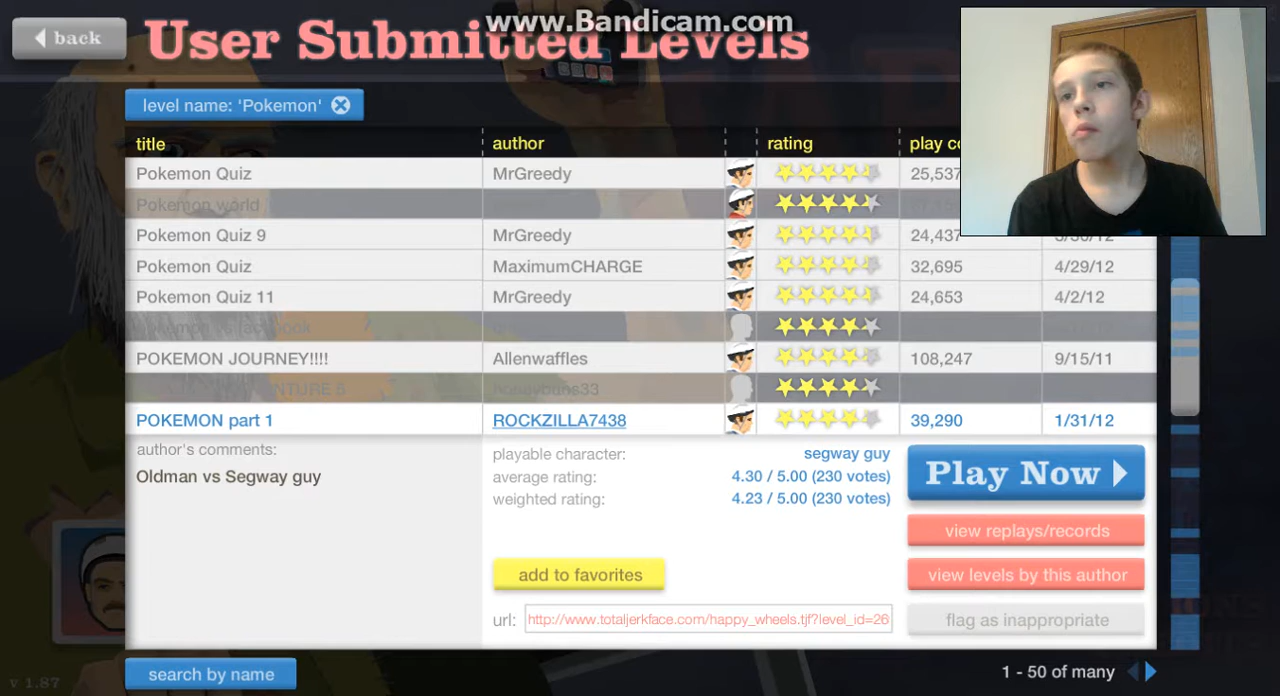 www.Bandicam.com
back
User Submitted Levels
level name: 'Pokemon'
title author rating play co
Pokemon Quiz MrGreedy 25,537
Pokemon world
Pokemon Quiz 9 MrGreedy 24,437 3/30/12
Pokemon Quiz MaximumCHARGE 32,695 4/29/12
Pokemon Quiz 11 MrGreedy 24,653 4/2/12
POKEMON JOURNEY!!!! Allenwaffles 108,247 9/15/11
honeybuns33
POKEMON part 1 ROCKZILLA7438 39,290 1/31/12
author's comments:
Oldman vs Segway guy
playable character: segway guy
average rating: 4.30 / 5.00 (230 votes)
weighted rating: 4.23 / 5.00 (230 votes)
Play Now
view replays/records
add to favorites
view levels by this author
url: http://www.totaljerkface.com/happy_wheels.tjf?level_id=26
flag as inappropriate
search by name
1 - 50 of many
v 1.87